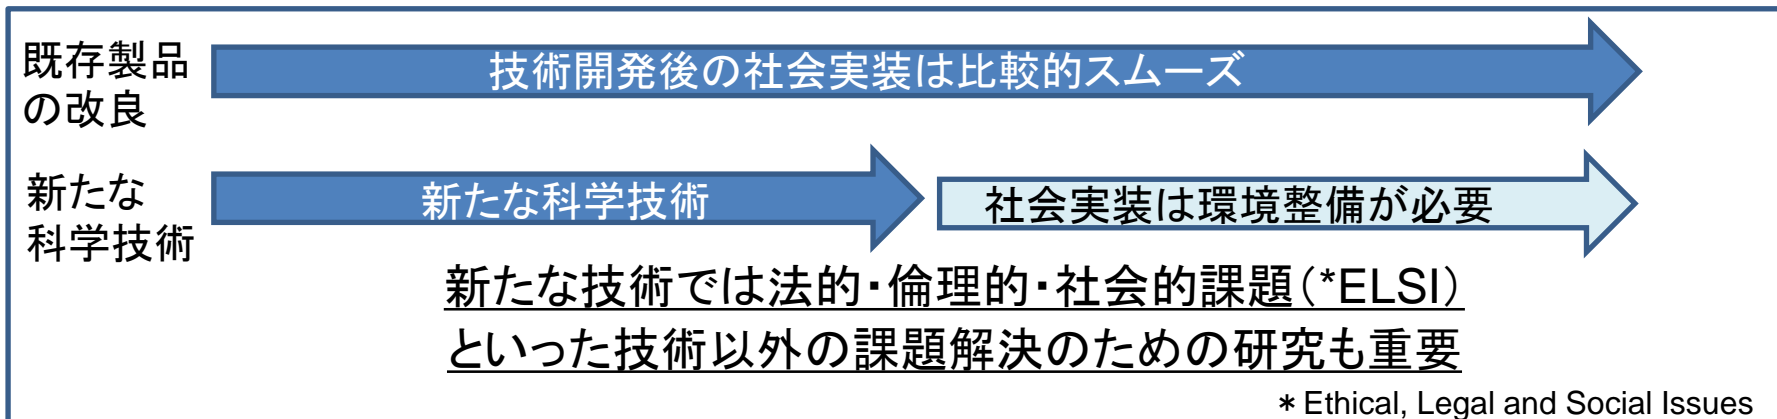 既存製品
の改良
技術開発後の社会実装は比較的スムーズ
新たな
科学技術
新たな科学技術
社会実装は環境整備が必要
新たな技術では法的・倫理的・社会的課題（*ELSI）
といった技術以外の課題解決のための研究も重要
* Ethical, Legal and Social Issues